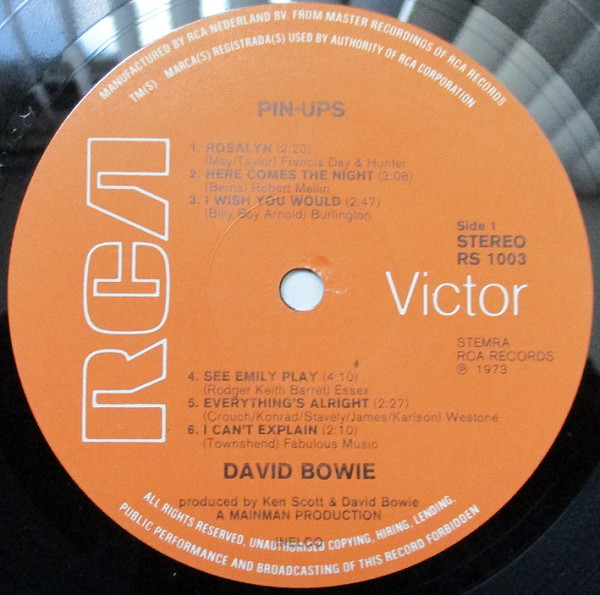 MANUFACTURED BY RCA NEDERLAND BV. FROM MASTER RECORDINGS OF RCA RECORDS
TM(S) MARCA(S) REGISTRADA(S) USED BY AUTHORITY OF RCA CORPORATION
PIN-UPS
1. ROSALYN (2:20)
(May/Taylor) Francis Day & Hunter
2. HERE COMES THE NIGHT (3:08)
(Berns) Robert Mellin
3. I WISH YOU WOULD (2:47)
(Billy Boy Arnold) Burlington
Side 1
STEREO
RS 1003
RCA
Victor
STEMRA
RCA RECORDS
℗ 1973
4. SEE EMILY PLAY (4:10)
(Rodger Keith Barret) Essex
5. EVERYTHING'S ALRIGHT (2:27)
(Crouch/Konrad/Stavely/James/Karlson) Westone
6. I CAN'T EXPLAIN (2:10)
(Townshend) Fabulous Music
DAVID BOWIE
produced by Ken Scott & David Bowie
A MAINMAN PRODUCTION
INELCO
ALL RIGHTS RESERVED, UNAUTHORISED COPYING, HIRING, LENDING,
PUBLIC PERFORMANCE AND BROADCASTING OF THIS RECORD FORBIDDEN